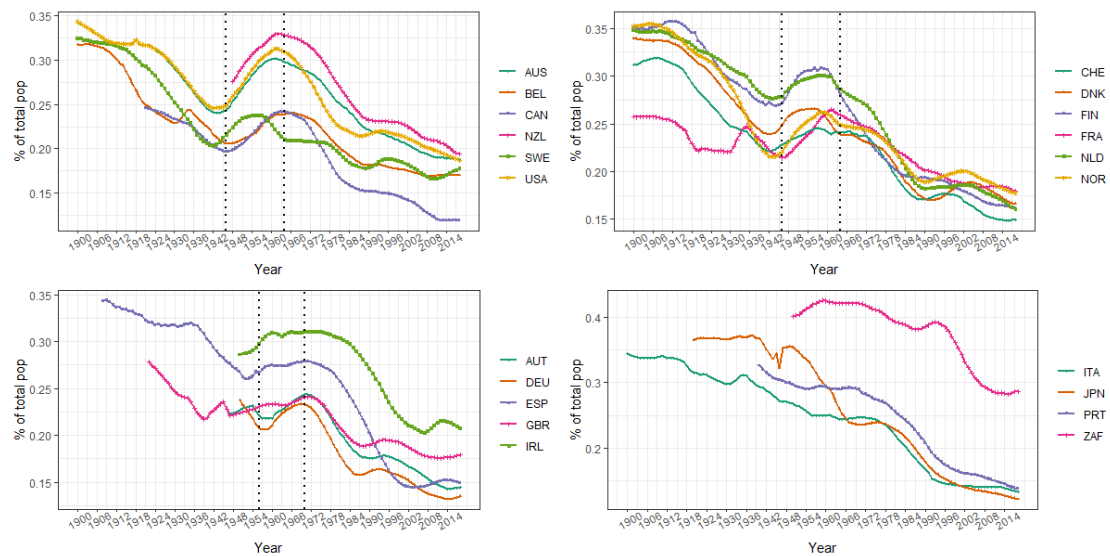 0.35
0.30
0.25
0.20
0.15
% of total pop
1900 1906 1912 1918 1924 1930 1936 1942 1948 1954 1960 1966 1972 1978 1984 1990 1996 2002 2008 2014
Year
AUS
BEL
CAN
NZL
SWE
USA
0.35
0.30
0.25
0.20
0.15
% of total pop
1900 1906 1912 1918 1924 1930 1936 1942 1948 1954 1960 1966 1972 1978 1984 1990 1996 2002 2008 2014
Year
CHE
DNK
FIN
FRA
NLD
NOR
0.35
0.30
0.25
0.20
0.15
% of total pop
1900 1906 1912 1918 1924 1930 1936 1942 1948 1954 1960 1966 1972 1978 1984 1990 1996 2002 2008 2014
Year
AUT
DEU
ESP
GBR
IRL
0.4
0.3
0.2
% of total pop
1900 1906 1912 1918 1924 1930 1936 1942 1948 1954 1960 1966 1972 1978 1984 1990 1996 2002 2008 2014
Year
ITA
JPN
PRT
ZAF